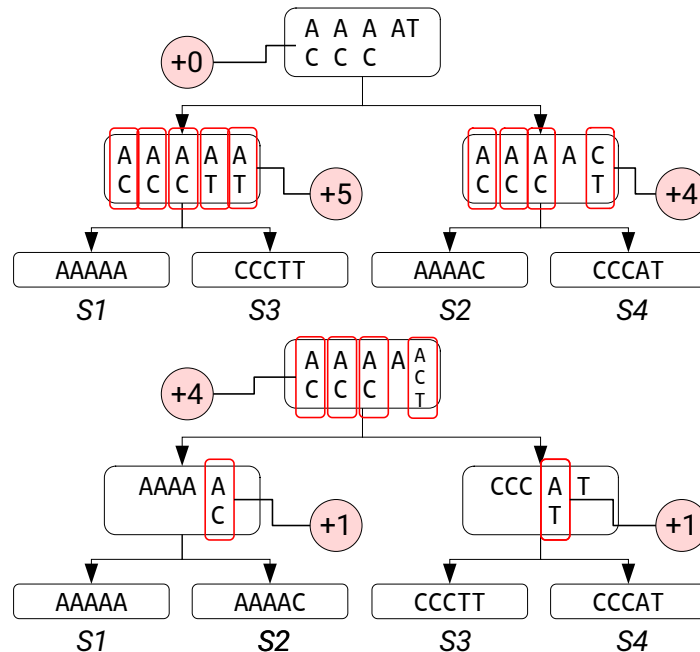 A A A AT
C C C
+0
A A A A A
C C C T T
+5
A A A A C
C C C T
+4
AAAAA
CCCTT
AAAAC
CCCAT
S1
S3
S2
S4
A A A A A
C C C C
T
+4
AAAA A
C
+1
CCC A T
T
+1
AAAAA
AAAAC
CCCTT
CCCAT
S1
S2
S3
S4